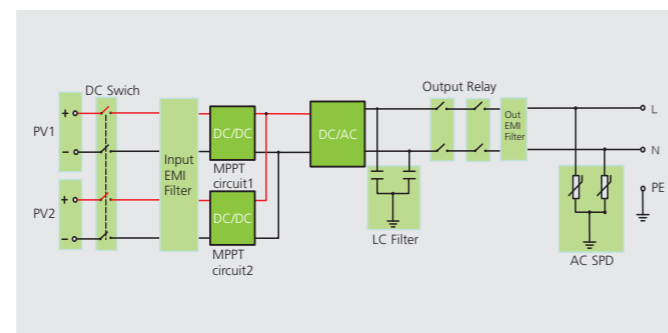 DC Swich
Output Relay
+
PV1
−
Input
EMI
Filter
DC/DC
MPPT
circuit1
DC/AC
Out
EMI
Filter
L
N
PE
+
PV2
−
DC/DC
MPPT
circuit2
LC Filter
AC SPD